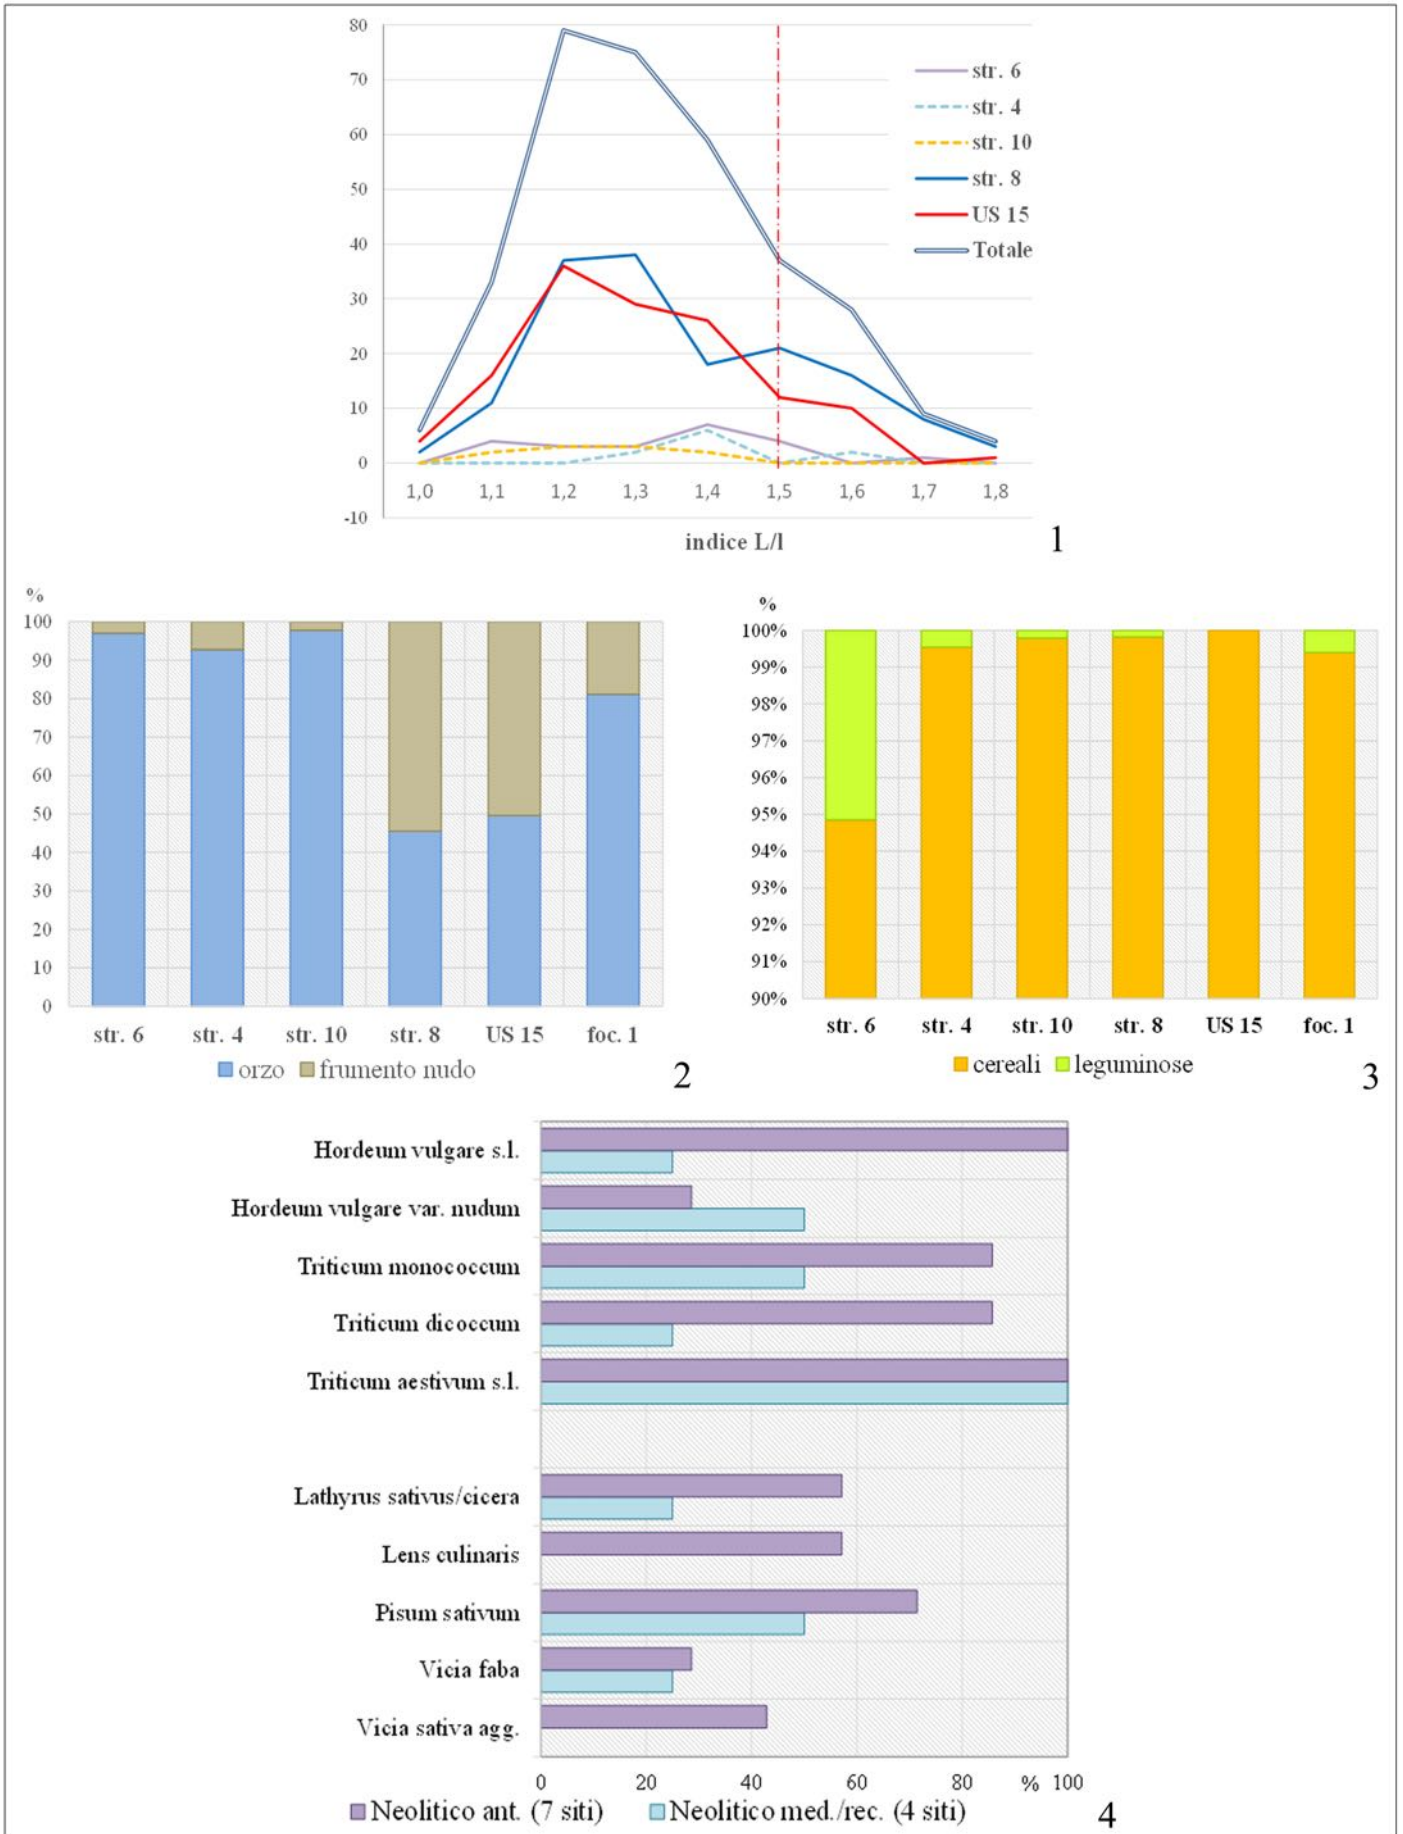 80
70
60
50
40
30
20
10
0
-10
1,0 1,1 1,2 1,3 1,4 1,5 1,6 1,7 1,8
indice L/l
str. 6
str. 4
str. 10
str. 8
US 15
Totale
1
%
100
90
80
70
60
50
40
30
20
10
0
str. 6 str. 4 str. 10 str. 8 US 15 foc. 1
orzo frumento nudo
2
%
100%
99%
98%
97%
96%
95%
94%
93%
92%
91%
90%
str. 6 str. 4 str. 10 str. 8 US 15 foc. 1
cereali leguminose
3
Hordeum vulgare s.l.
Hordeum vulgare var. nudum
Triticum monococcum
Triticum dicoccum
Triticum aestivum s.l.
Lathyrus sativus/cicera
Lens culinaris
Pisum sativum
Vicia faba
Vicia sativa agg.
0 20 40 60 80 % 100
Neolitico ant. (7 siti) Neolitico med./rec. (4 siti)
4